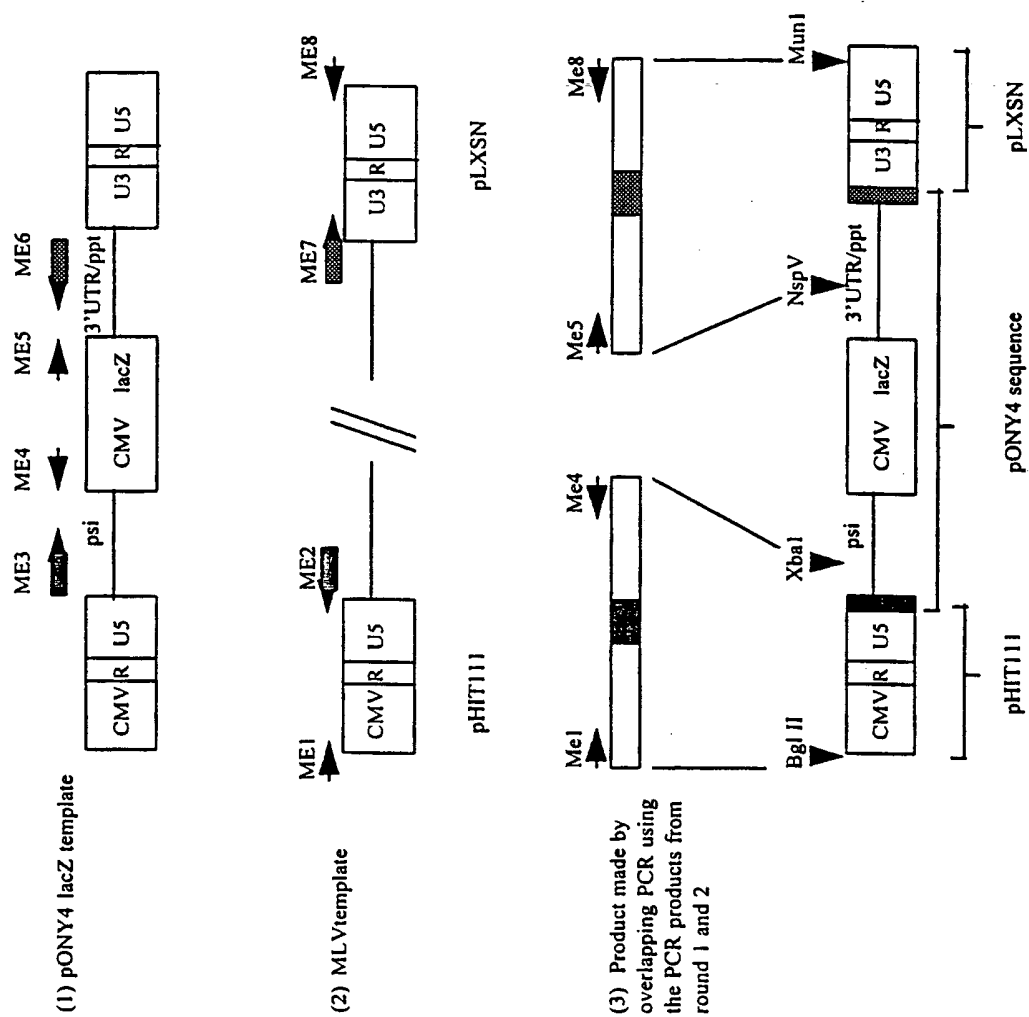 (1) pONY4 lacZ template
ME3
ME4
ME5
ME6
CMV R U5
psi
CMV lacZ
3'UTR/ppt
U3 R U5
(2) MLVtemplate
ME1
ME2
ME7
ME8
CMV R U5
U3 R U5
pHIT111
pLXSN
(3) Product made by
overlapping PCR using
the PCR products from
round 1 and 2
Me1
Me4
Me5
Me8
Bgl II
Xba1
NspV
Mun1
CMV R U5
psi
CMV lacZ
3'UTR/ppt
U3 R U5
pHIT111
pONY4 sequence
pLXSN